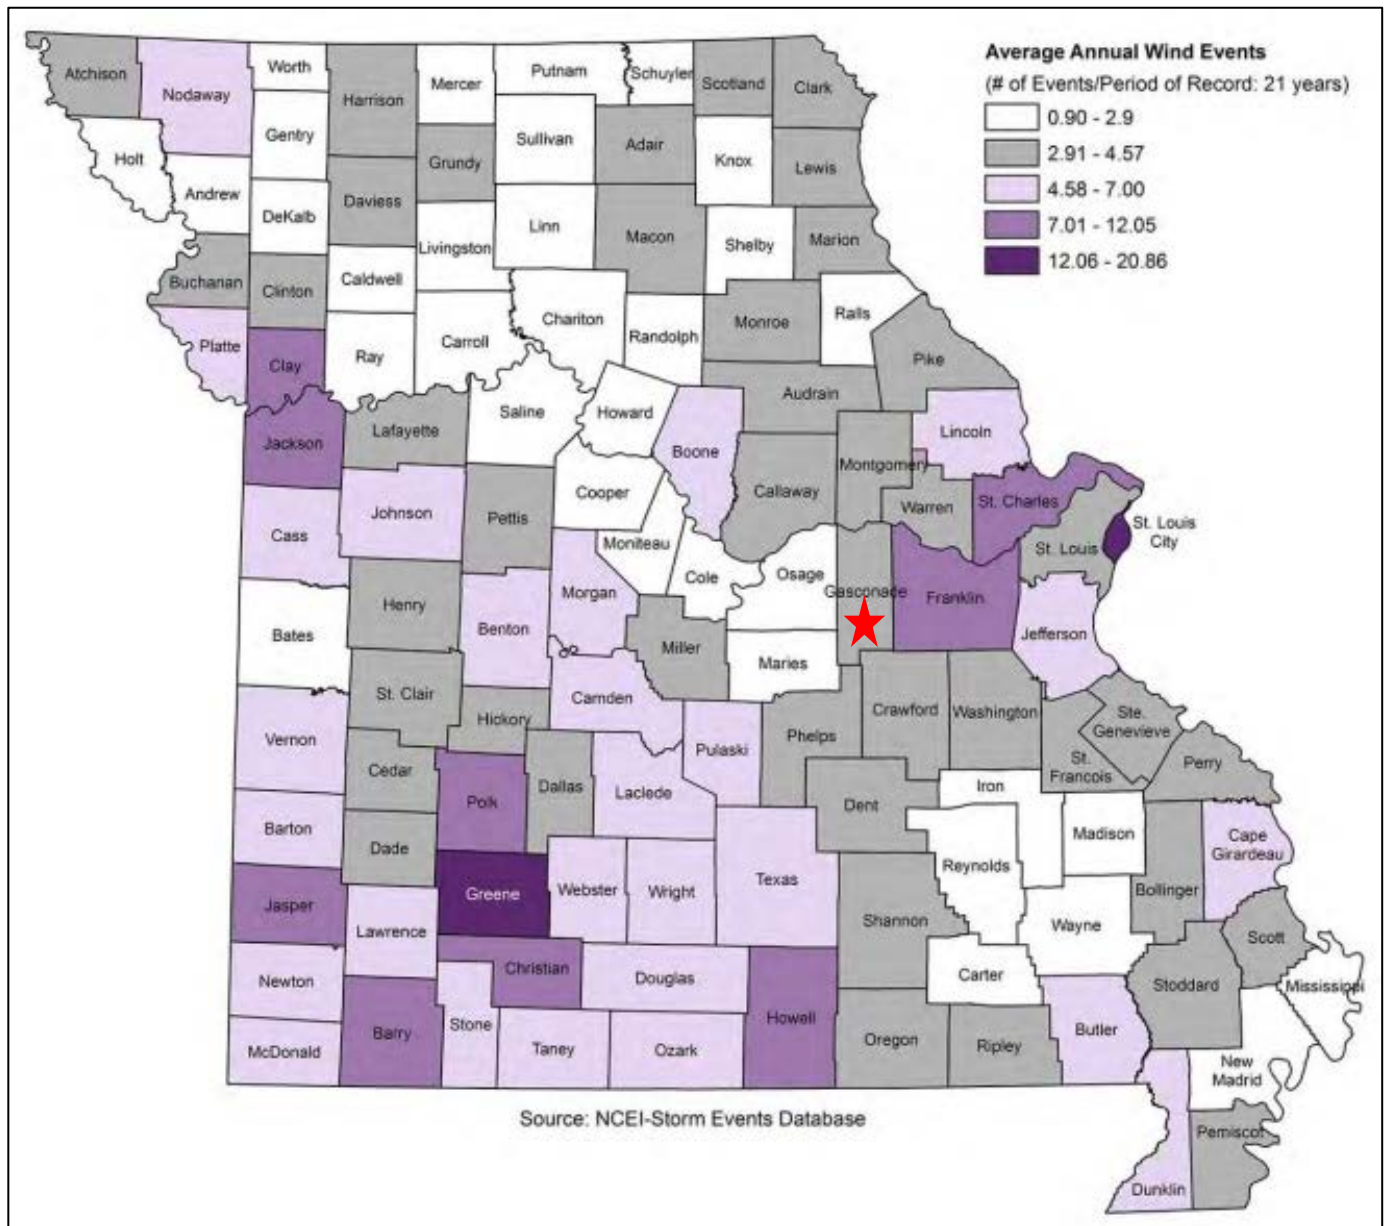 Average Annual Wind Events
(# of Events/Period of Record: 21 years)
0.90 - 2.9
2.91 - 4.57
4.58 - 7.00
7.01 - 12.05
12.06 - 20.86
Atchison
Nodaway
Worth
Harrison
Mercer
Putnam
Schuyler
Scotland
Clark
Holt
Gentry
Grundy
Sullivan
Adair
Knox
Lewis
Andrew
DeKalb
Daviess
Livingston
Linn
Macon
Shelby
Marion
Buchanan
Clinton
Caldwell
Chariton
Randolph
Monroe
Ralls
Platte
Clay
Ray
Carroll
Pike
Audrain
Jackson
Lafayette
Saline
Howard
Boone
Lincoln
Montgomery
Callaway
Warren
St. Charles
Cass
Johnson
Pettis
Cooper
Moniteau
St. Louis
St. Louis
City
Cole
Osage
Gasconade
Franklin
Bates
Henry
Benton
Morgan
Miller
Maries
Jefferson
St. Clair
Hickory
Camden
Pulaski
Phelps
Crawford
Washington
Ste.
Genevieve
St.
Francois
Perry
Vernon
Cedar
Polk
Dallas
Laclede
Dent
Iron
Barton
Dade
Madison
Cape
Girardeau
Reynolds
Bollinger
Jasper
Greene
Webster
Wright
Texas
Lawrence
Shannon
Wayne
Scott
Newton
Christian
Douglas
Carter
Stoddard
Mississippi
McDonald
Barry
Stone
Taney
Ozark
Howell
Oregon
Ripley
Butler
New
Madrid
Pemiscot
Dunklin
Source: NCEI-Storm Events Database